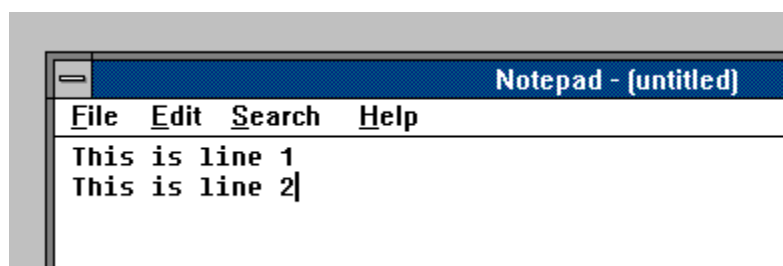 Notepad - (untitled)
File Edit Search Help
This is line 1
This is line 2